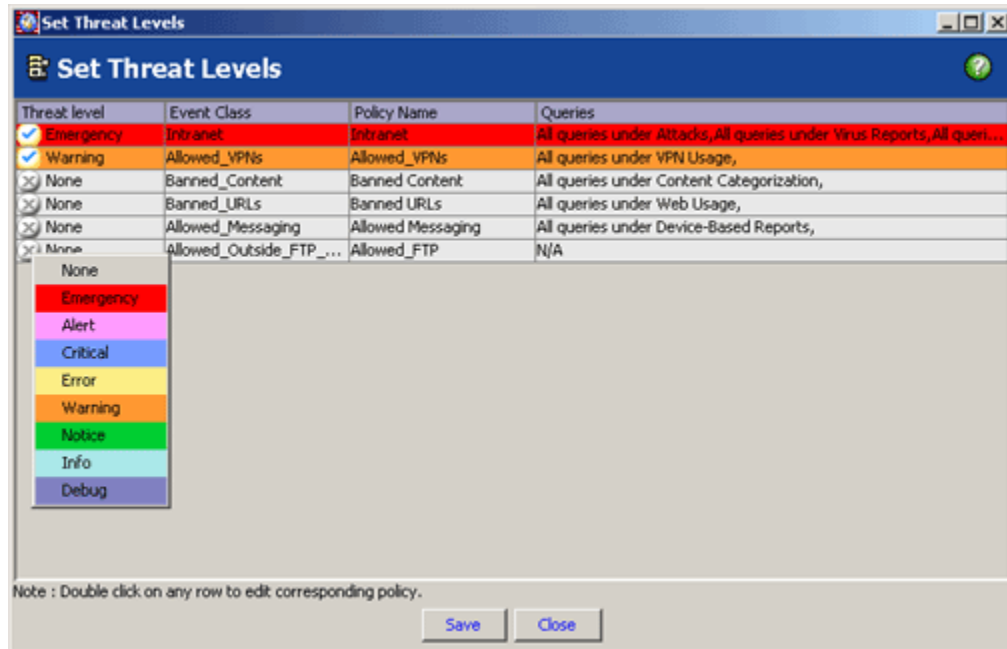 Set Threat Levels
Set Threat Levels
Threat level Event Class Policy Name Queries
Emergency Intranet Intranet All queries under Attacks,All queries under Virus Reports,All queri...
Warning Allowed_VPNs Allowed_VPNs All queries under VPN Usage,
None Banned_Content Banned Content All queries under Content Categorization,
None Banned_URLs Banned URLs All queries under Web Usage,
None Allowed_Messaging Allowed Messaging All queries under Device-Based Reports,
None Allowed_Outside_FTP_... Allowed_FTP N/A
None
Emergency
Alert
Critical
Error
Warning
Notice
Info
Debug
Note : Double click on any row to edit corresponding policy.
Save Close